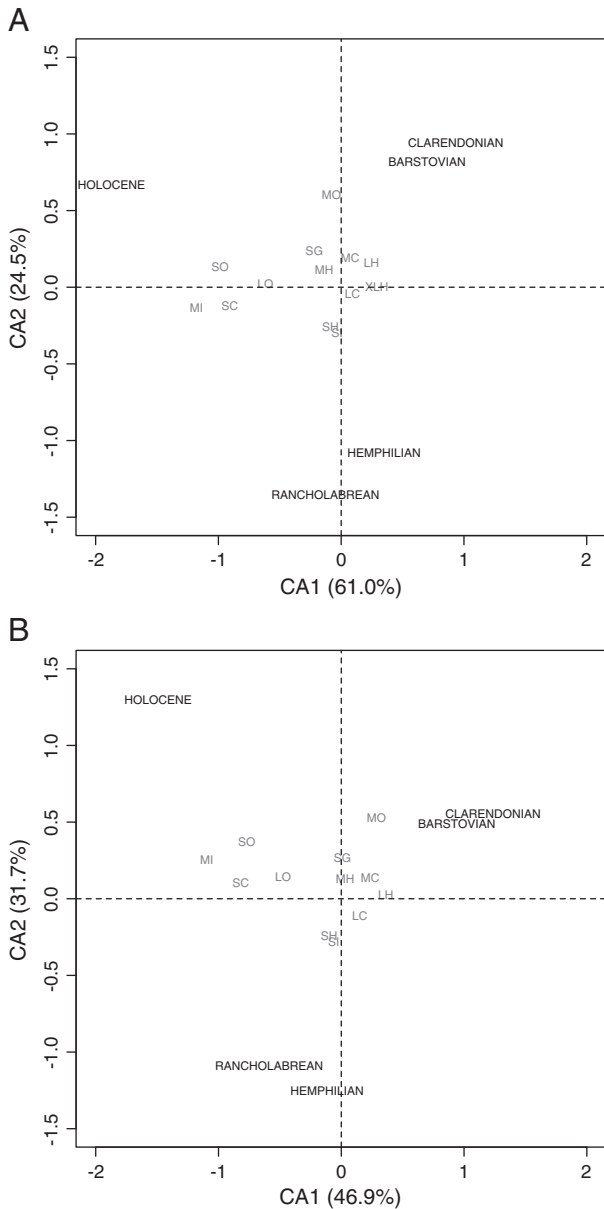 A
1.5
CLARENDONIAN
1.0
BARSTOVIAN
HOLOCENE
MO
0.5
SG
MC
LH
MH
SO
LO
XLH
0.0
LC
MI
SC
SH
SI
-0.5
CA2 (24.5%)
HEMPHILIAN
-1.0
RANCHOLABREAN
-1.5
-2 -1 0 1 2
CA1 (61.0%)
B
1.5
HOLOCENE
1.0
CLARENDONIAN
MO
BARSTOVIAN
0.5
SO
SG
MI
LO
MH
MC
SC
LH
0.0
LC
SH
SI
-0.5
CA2 (31.7%)
-1.0
RANCHOLABREAN
HEMPHILIAN
-1.5
-2 -1 0 1 2
CA1 (46.9%)